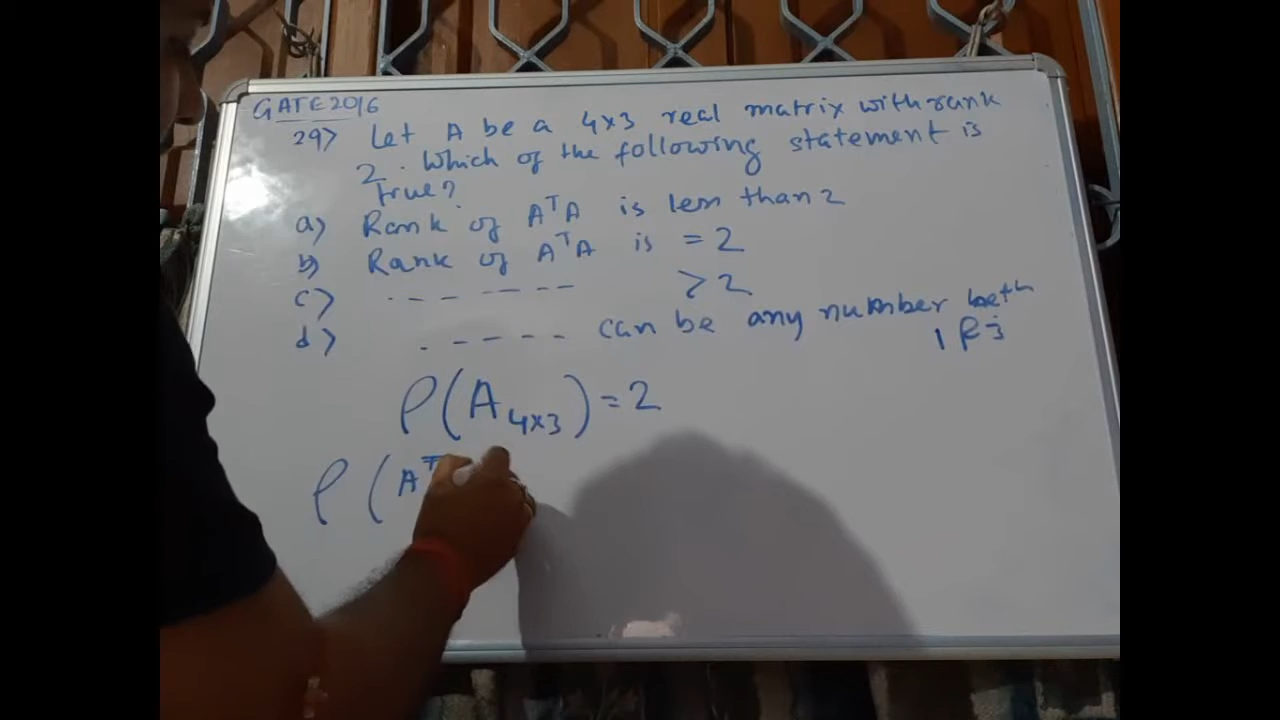 GATE 2016
29) Let A be a 4x3 real matrix with rank
2. Which of the following statement is
true?
a) Rank of AᵀA is less than 2
b) Rank of AᵀA is = 2
c) - - - - - - - > 2
d) - - - - - can be any number beth
1 & 3
ρ(A₄ₓ₃) = 2
ρ(Aᵀ